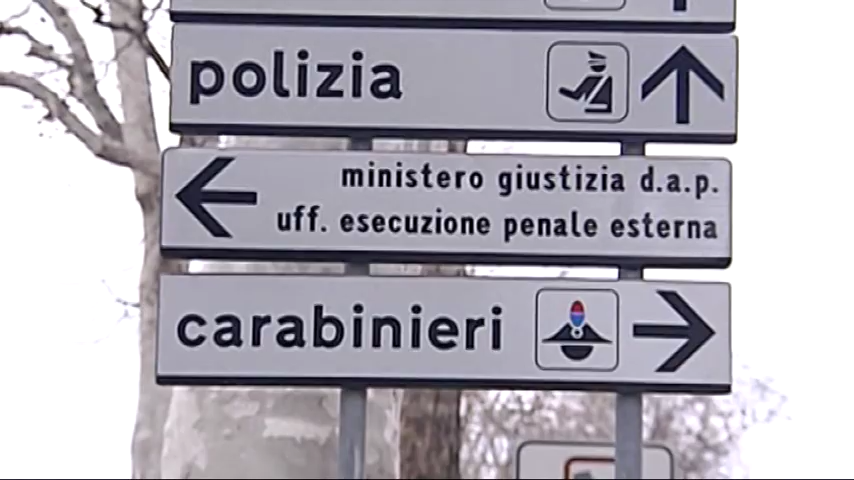 polizia
ministero giustizia d.a.p.
uff. esecuzione penale esterna
carabinieri